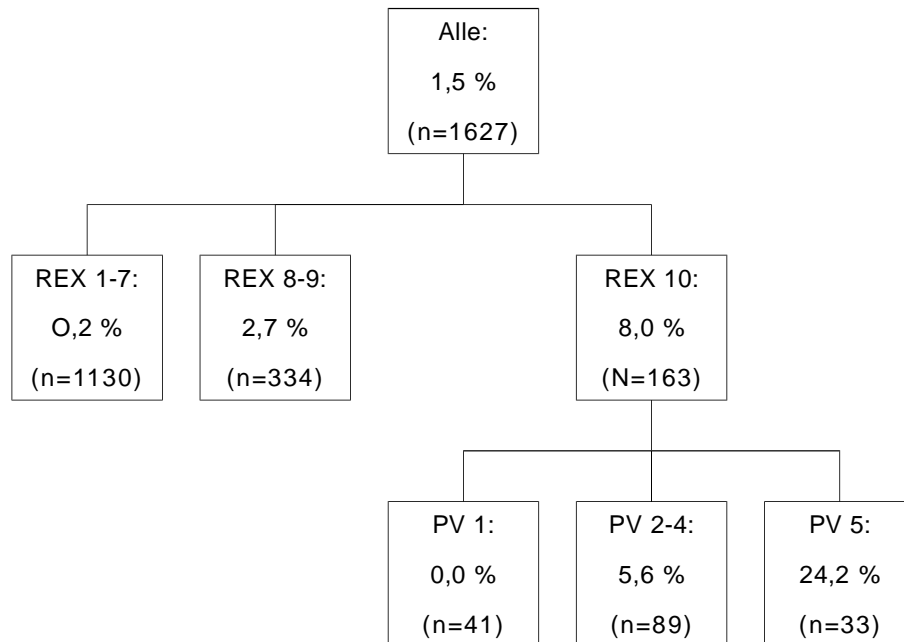 Alle:
1,5 %
(n=1627)
REX 1-7:
O,2 %
(n=1130)
REX 8-9:
2,7 %
(n=334)
REX 10:
8,0 %
(N=163)
PV 1:
0,0 %
(n=41)
PV 2-4:
5,6 %
(n=89)
PV 5:
24,2 %
(n=33)